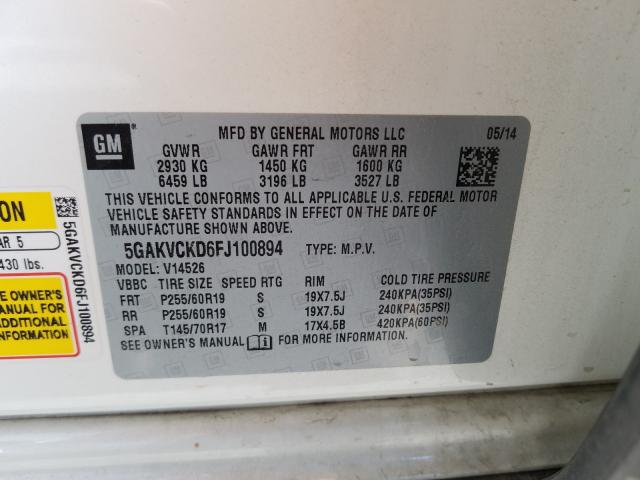 GM
MFD BY GENERAL MOTORS LLC 05/14
GVWR GAWR FRT GAWR RR
2930 KG 1450 KG 1600 KG
6459 LB 3196 LB 3527 LB
THIS VEHICLE CONFORMS TO ALL APPLICABLE U.S. FEDERAL MOTOR
VEHICLE SAFETY STANDARDS IN EFFECT ON THE DATE OF
MANUFACTURE SHOWN ABOVE.
5GAKVCKD6FJ100894 TYPE: M.P.V.
MODEL: V14526
VBBC TIRE SIZE SPEED RTG RIM COLD TIRE PRESSURE
FRT P255/60R19 S 19X7.5J 240KPA(35PSI)
RR P255/60R19 S 19X7.5J 240KPA(35PSI)
SPA T145/70R17 M 17X4.5B 420KPA(60PSI)
SEE OWNER'S MANUAL i FOR MORE INFORMATION.
ON
AR 5
430 lbs.
E OWNER'S
MANUAL FOR
ADDITIONAL
FORMATION
5GAKVCKD6FJ100894